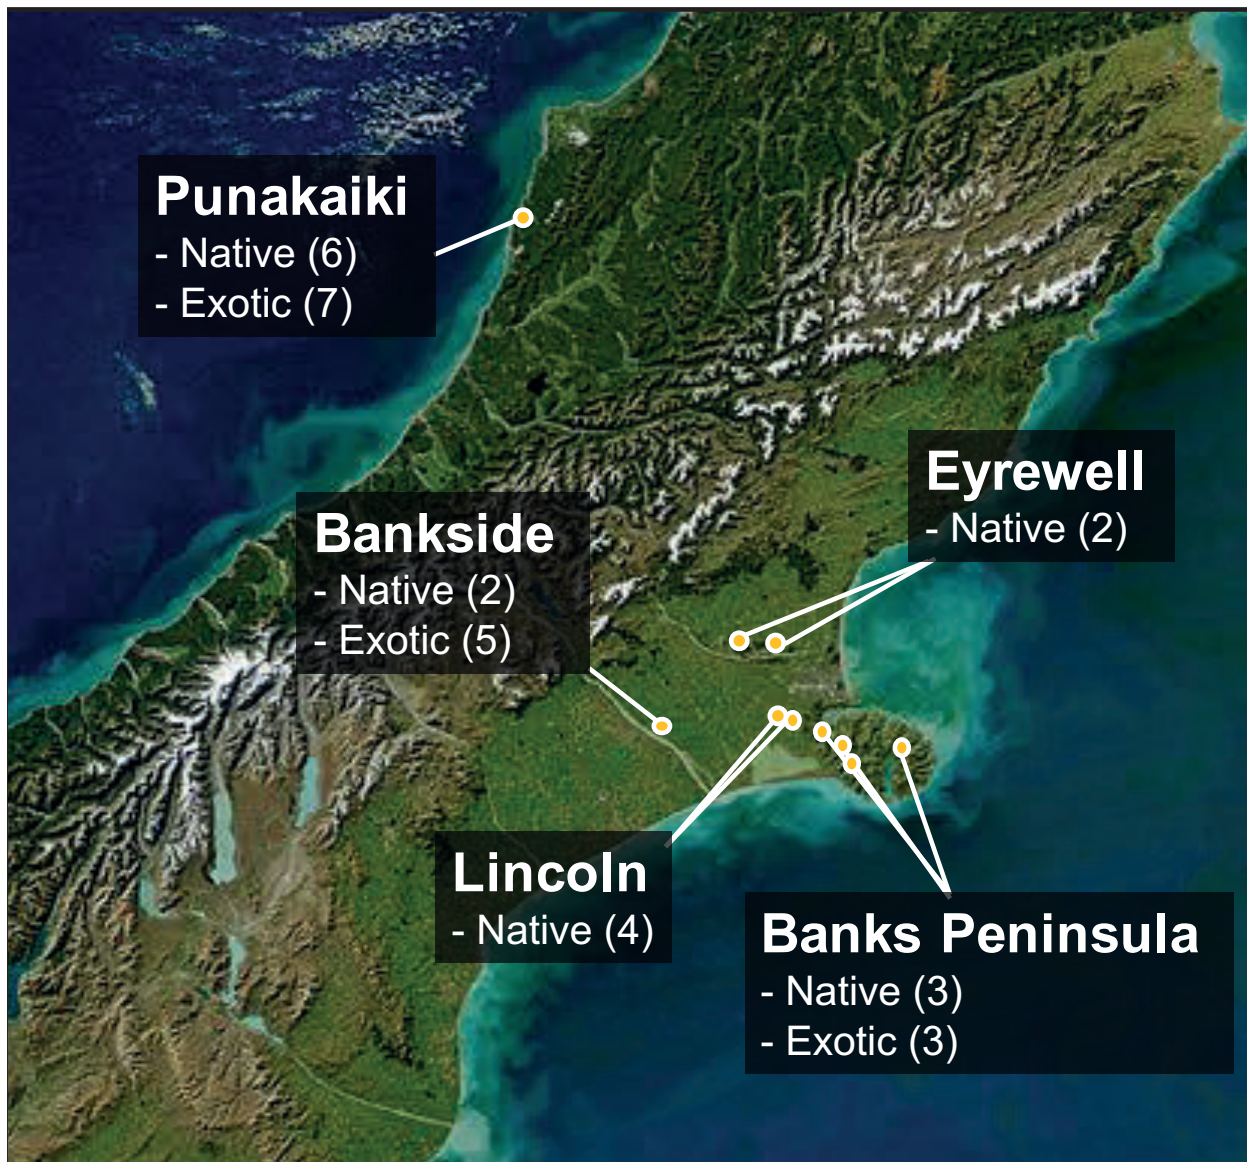 Punakaiki
- Native (6)
- Exotic (7)
Eyrewell
- Native (2)
Bankside
- Native (2)
- Exotic (5)
Lincoln
- Native (4)
Banks Peninsula
- Native (3)
- Exotic (3)